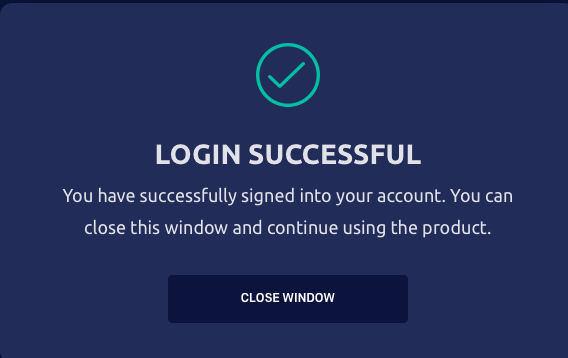 LOGIN SUCCESSFUL
You have successfully signed into your account. You can
close this window and continue using the product.
CLOSE WINDOW